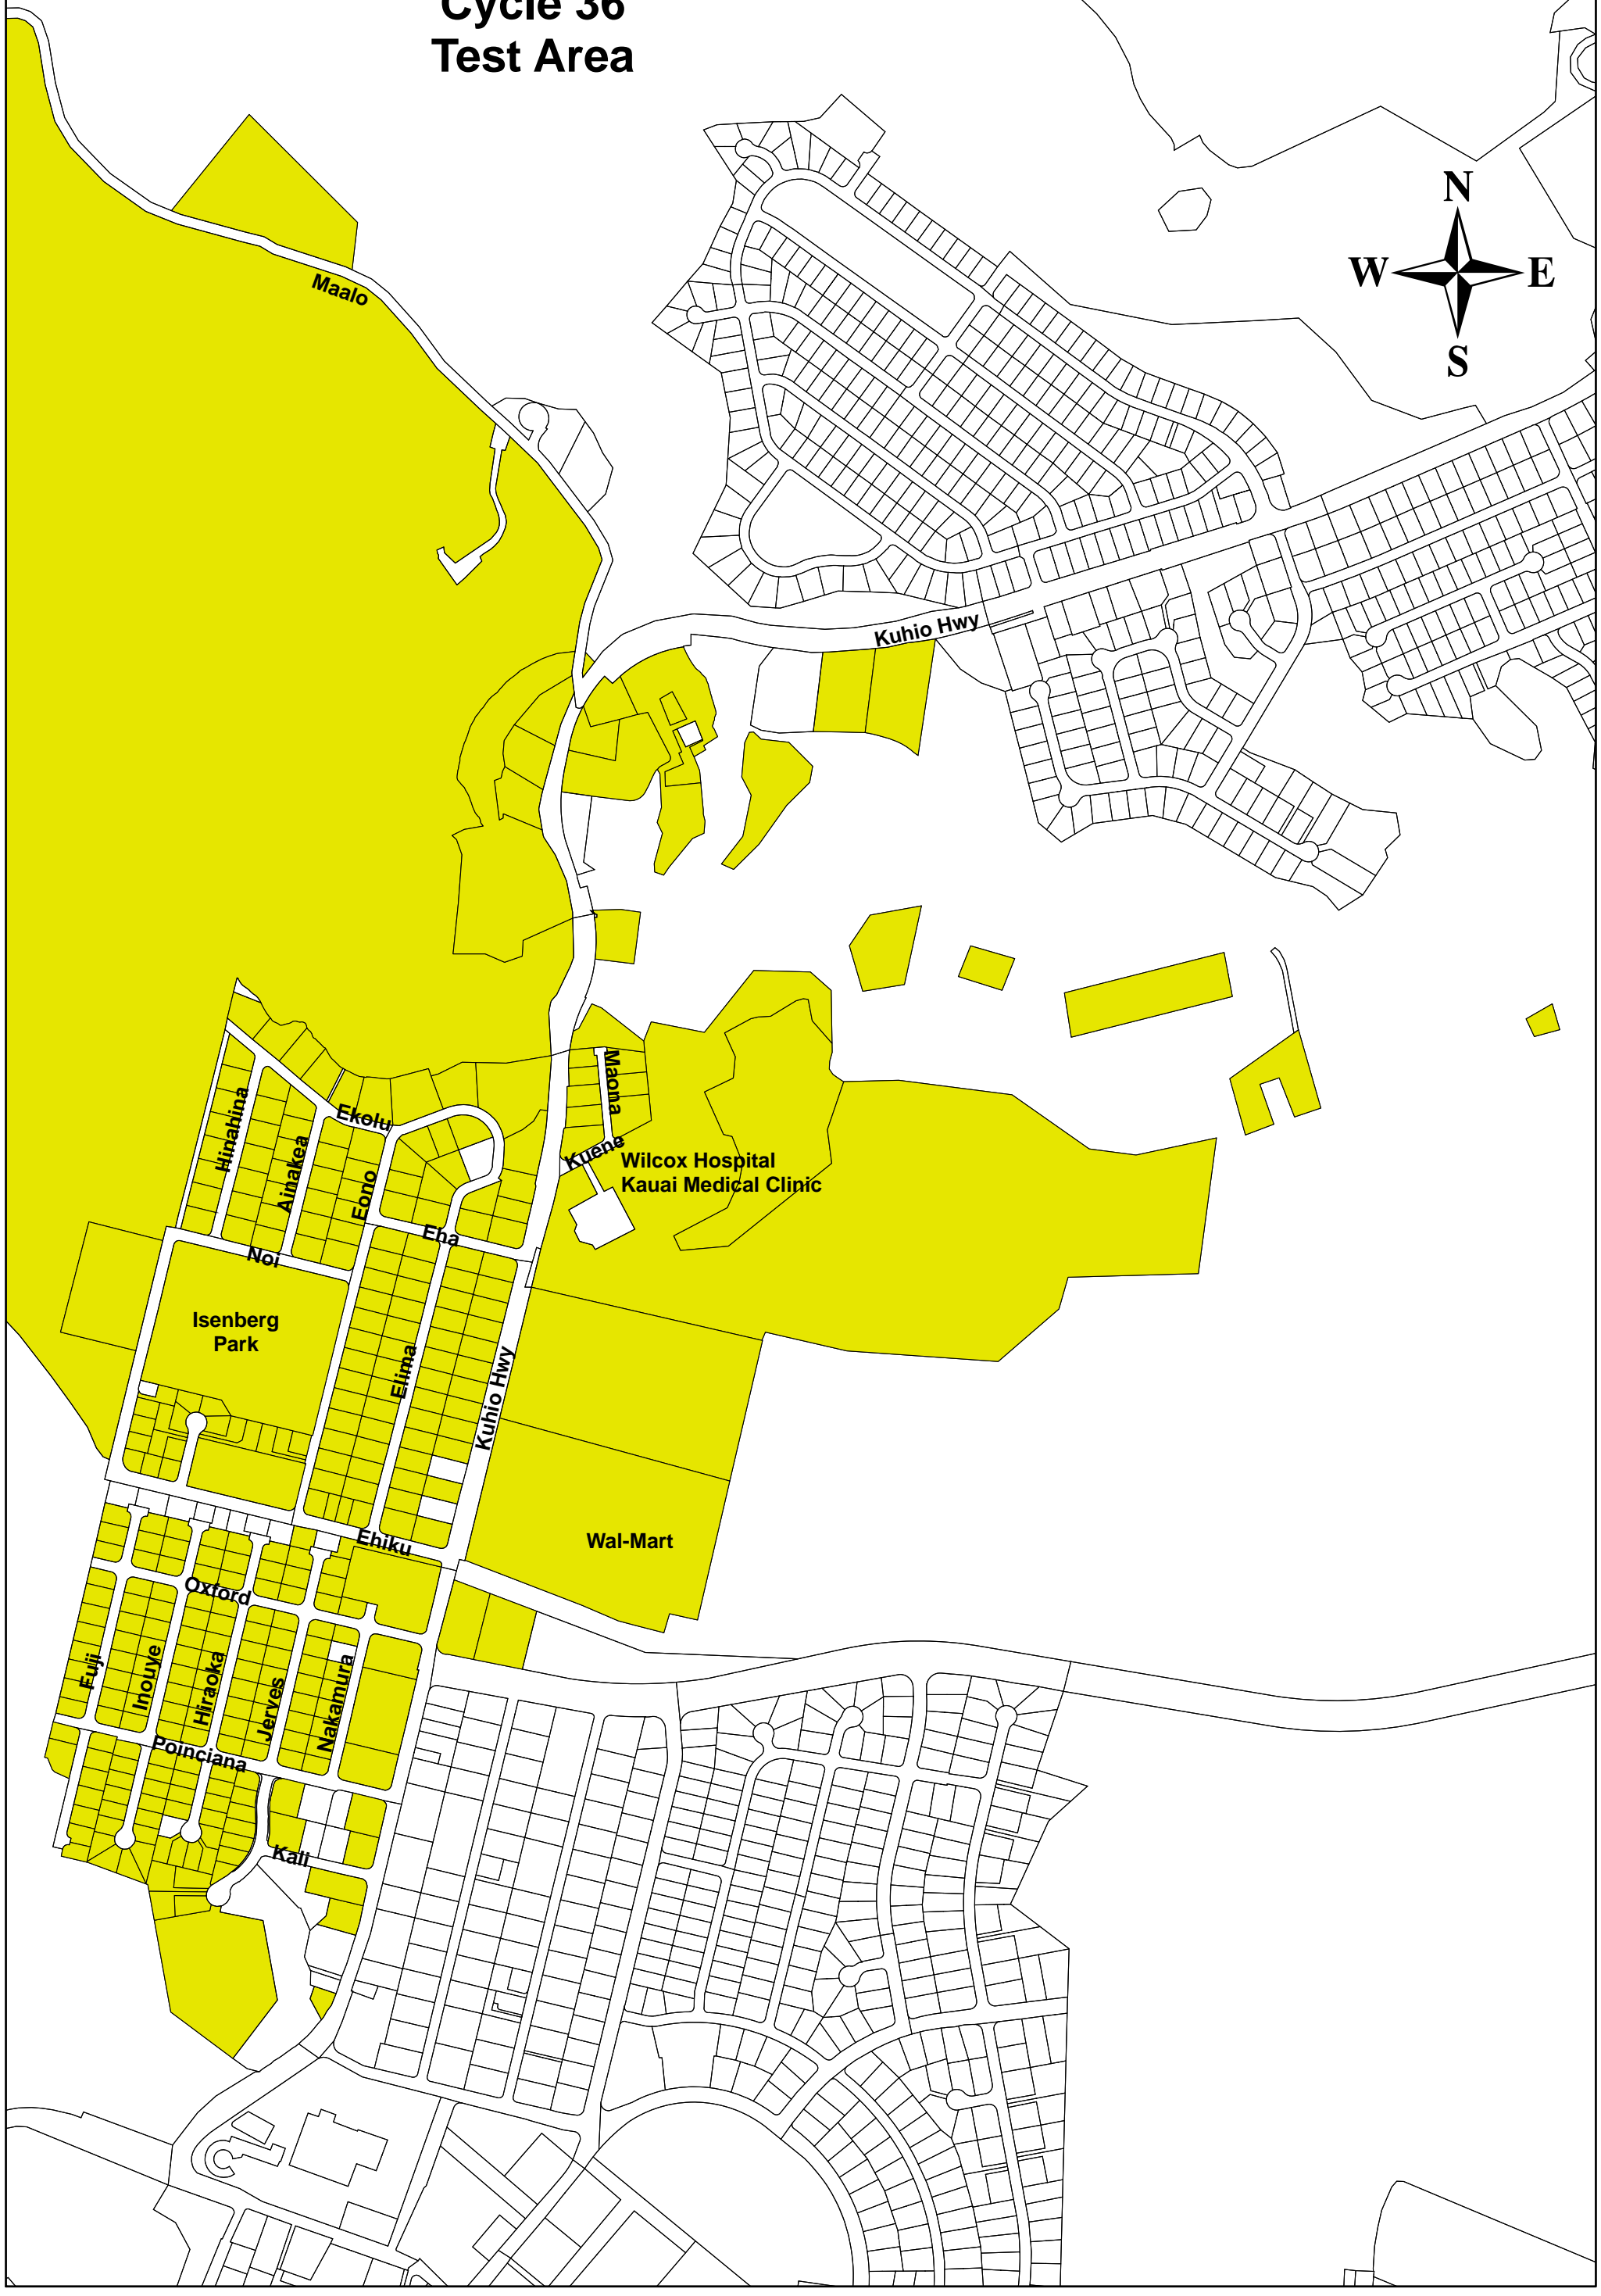 Cycle 36
Test Area
N
W E
S
Maalo
Kuhio Hwy
Maona
Ekolu
Hinahina
Ainakea
Kuene
Wilcox Hospital
Kauai Medical Clinic
Eono
Eha
Noi
Isenberg
Park
Elima
Kuhio Hwy
Ehiku
Wal-Mart
Oxford
Fuji
Inouye
Hiraoka
Jerves
Nakamura
Poinciana
Kali